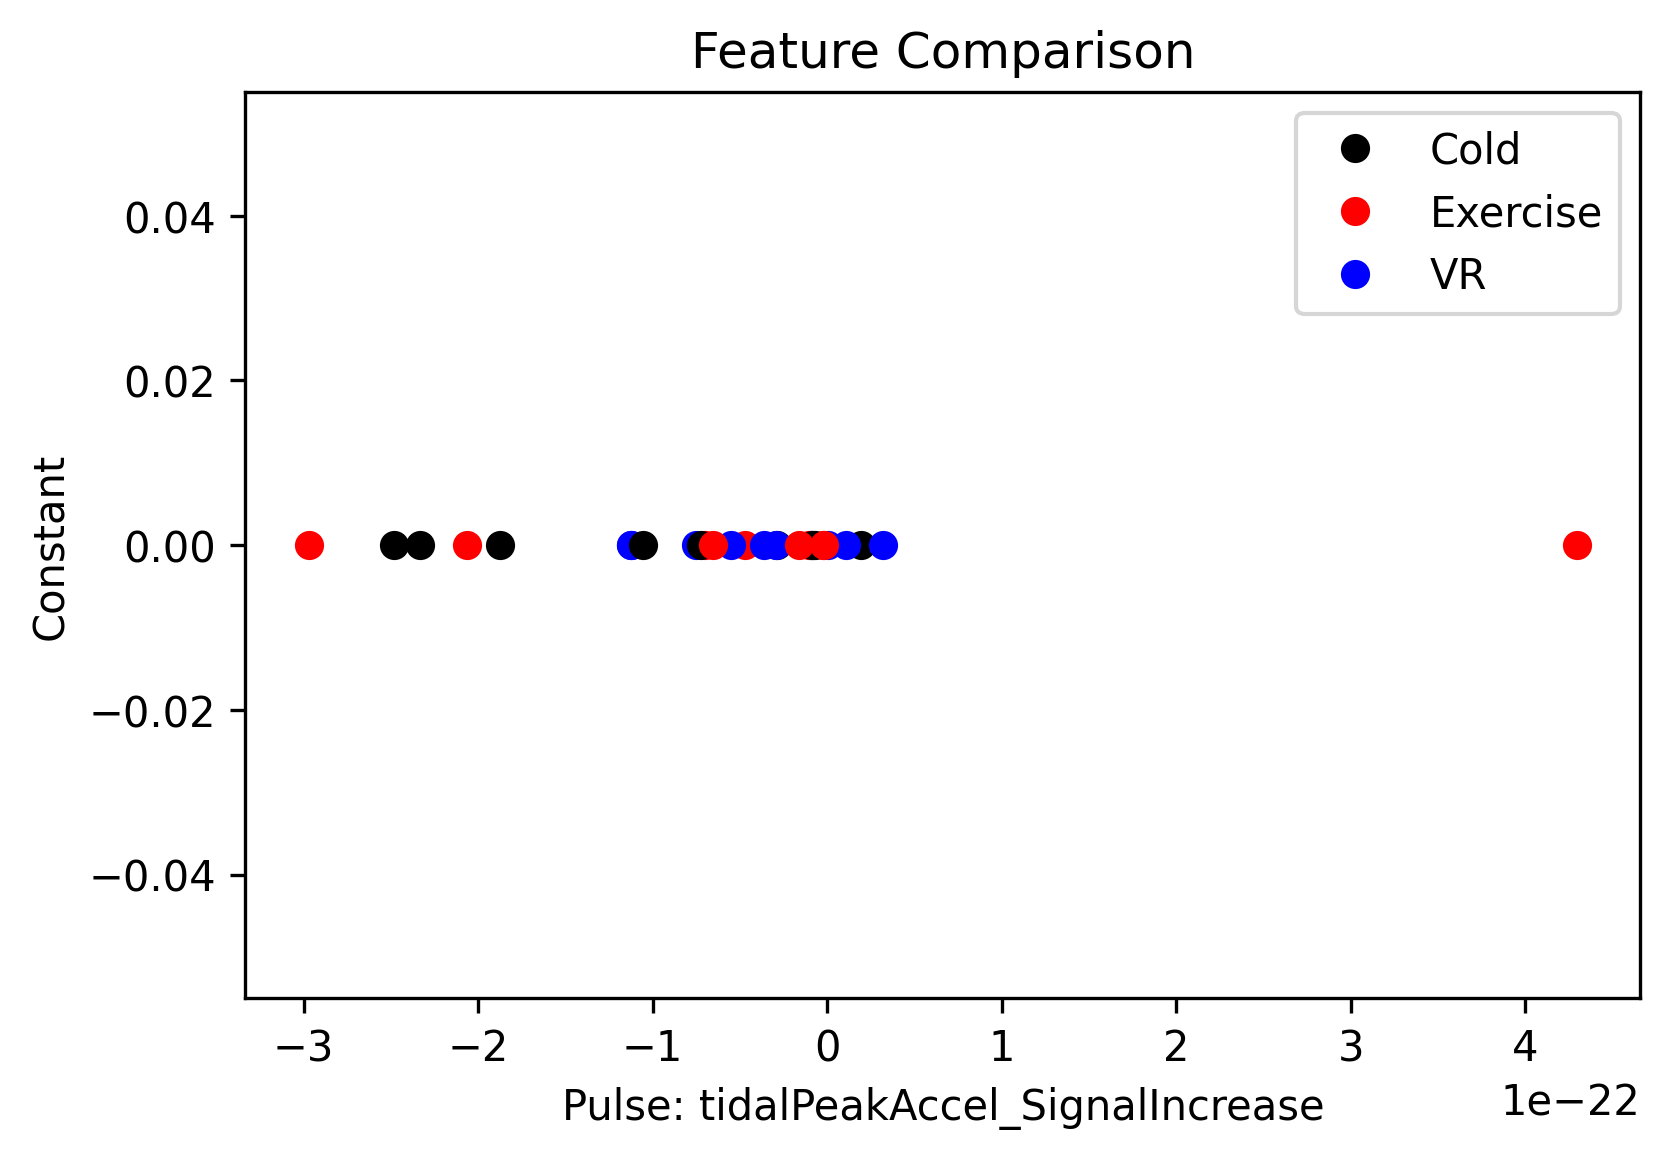 Feature Comparison
Cold
Exercise
VR
0.04
0.02
0.00
−0.02
−0.04
Constant
−3
−2
−1
0
1
2
3
4
1e−22
Pulse: tidalPeakAccel_SignalIncrease